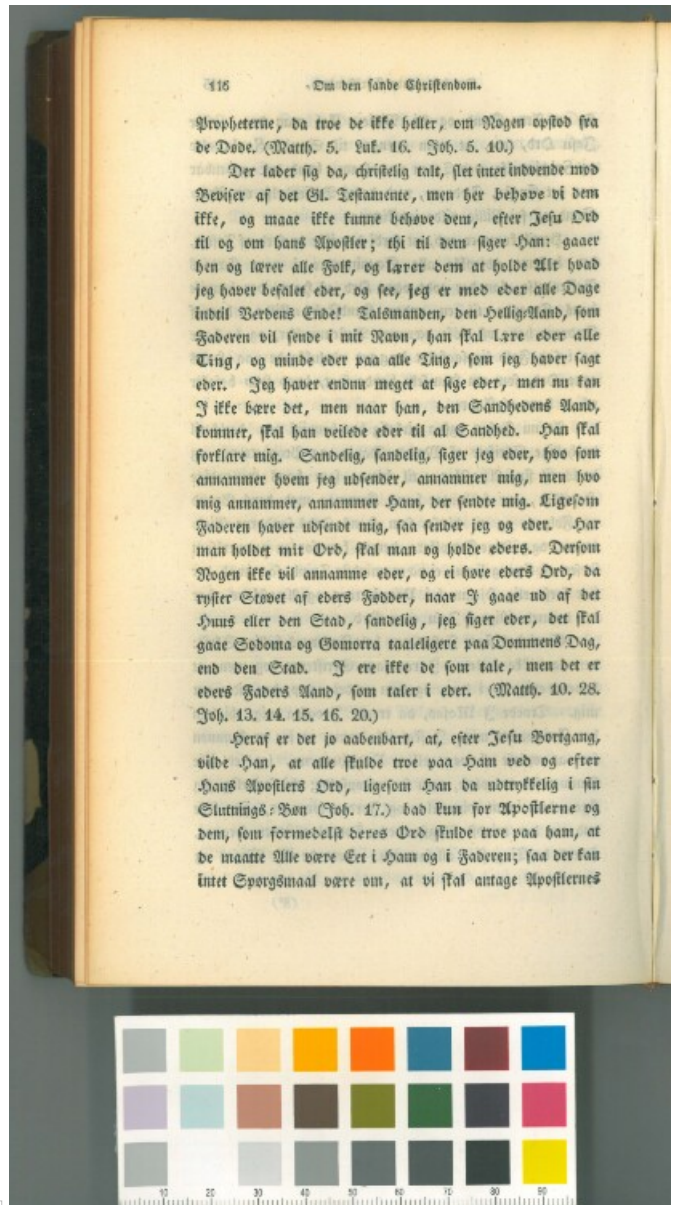 116 Om den sande Christendom.
Propheterne, da troe de ikke heller, om Nogen opstod fra
de Døde. (Matth. 5. Luk. 16. Joh. 5. 10.)
Der lader sig da, christelig talt, slet intet indvende mod
Beviser af det Gl. Testamente, men her behøve vi dem
ikke, og maae ikke kunne behøve dem, efter Jesu Ord
til og om hans Apostler; thi til dem siger Han: gaaer
hen og lærer alle Folk, og lærer dem at holde Alt hvad
jeg haver befalet eder, og see, jeg er med eder alle Dage
indtil Verdens Ende! Talsmanden, den Hellig-Aand, som
Faderen vil sende i mit Navn, han skal lære eder alle
Ting, og minde eder paa alle Ting, som jeg haver sagt
eder. Jeg haver endnu meget at sige eder, men nu kan
I ikke bære det, men naar han, den Sandhedens Aand,
kommer, skal han veilede eder til al Sandhed. Han skal
forklare mig. Sandelig, sandelig, siger jeg eder, hvo som
annammer hvem jeg udsender, annammer mig, men hvo
mig annammer, annammer Ham, der sendte mig. Ligesom
Faderen haver udsendt mig, saa sender jeg og eder. Har
man holdet mit Ord, skal man og holde eders. Dersom
Nogen ikke vil annamme eder, og ei høre eders Ord, da
ryster Støvet af eders Fødder, naar I gaae ud af det
Huus eller den Stad, sandelig, jeg siger eder, det skal
gaae Sodoma og Gomorra taaleligere paa Dommens Dag,
end den Stad. I ere ikke de som tale, men det er
eders Faders Aand, som taler i eder. (Matth. 10. 28.
Joh. 13. 14. 15. 16. 20.)
Heraf er det jo aabenbart, at, efter Jesu Bortgang,
vilde Han, at alle skulde troe paa Ham ved og efter
Hans Apostlers Ord, ligesom Han da udtrykkelig i sin
Slutnings-Bøn (Joh. 17.) bad kun for Apostlerne og
dem, som formedelst deres Ord skulde troe paa ham, at
de maatte Alle være Eet i Ham og i Faderen; saa der kan
intet Spørgsmaal være om, at vi skal antage Apostlernes
10 20 30 40 50 60 70 80 90